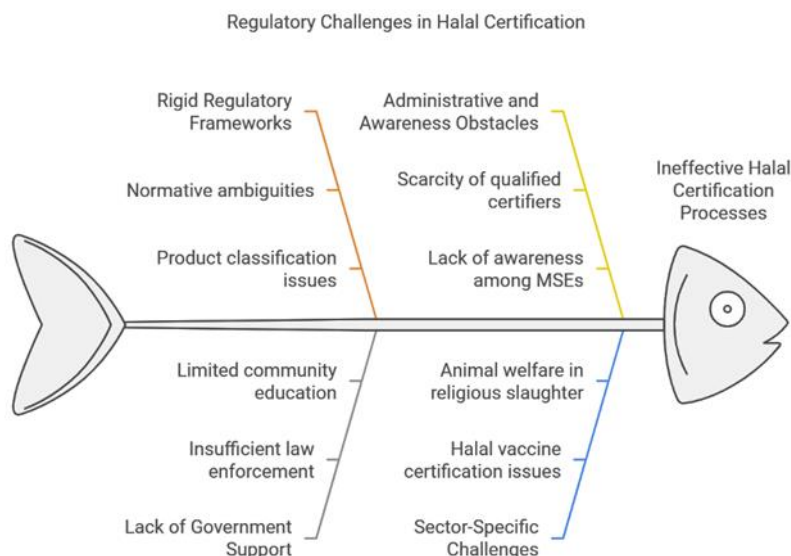 Regulatory Challenges in Halal Certification
Rigid Regulatory
Frameworks
Normative ambiguities
Product classification
issues
Administrative and
Awareness Obstacles
Scarcity of qualified
certifiers
Lack of awareness
among MSEs
Ineffective Halal
Certification
Processes
Limited community
education
Insufficient law
enforcement
Lack of Government
Support
Animal welfare in
religious slaughter
Halal vaccine
certification issues
Sector-Specific
Challenges